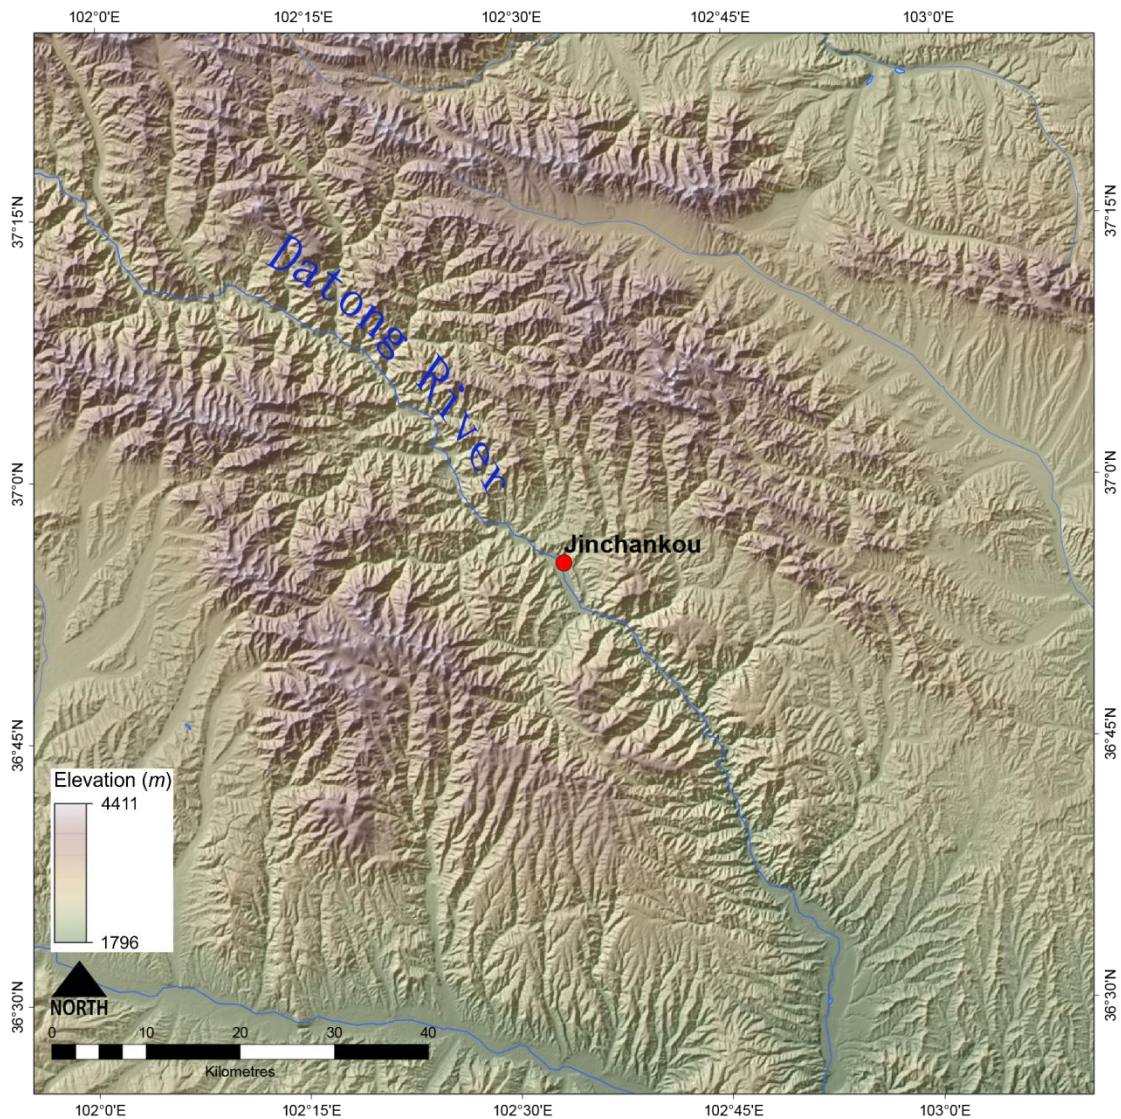 102°0'E 102°15'E 102°30'E 102°45'E 103°0'E
37°15'N 37°15'N
Datong River
37°0'N 37°0'N
Jinchankou
36°45'N 36°45'N
Elevation (m)
4411
1796
36°30'N 36°30'N
NORTH
0 10 20 30 40
Kilometres
102°0'E 102°15'E 102°30'E 102°45'E 103°0'E